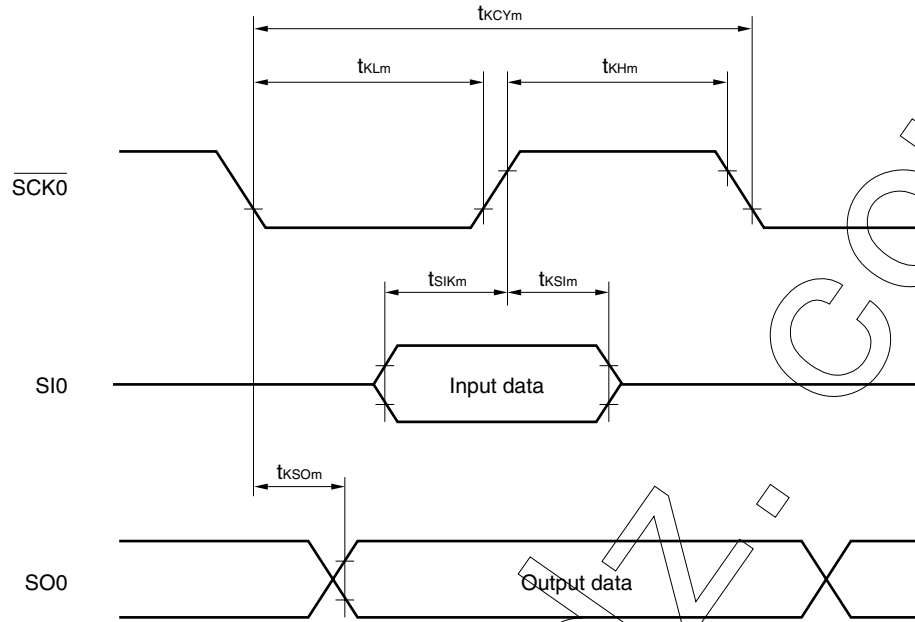 tKCYm
tKLm
tKHm
SCK0
tSIKm
tKSIm
SI0
Input data
tKSOm
SO0
Output data